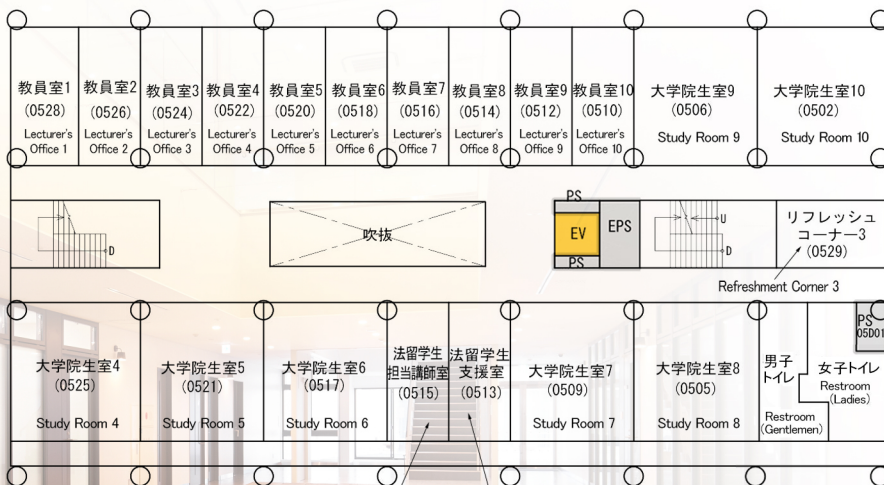 教員室1
(0528)
Lecturer's
Office 1
教員室2
(0526)
Lecturer's
Office 2
教員室3
(0524)
Lecturer's
Office 3
教員室4
(0522)
Lecturer's
Office 4
教員室5
(0520)
Lecturer's
Office 5
教員室6
(0518)
Lecturer's
Office 6
教員室7
(0516)
Lecturer's
Office 7
教員室8
(0514)
Lecturer's
Office 8
教員室9
(0512)
Lecturer's
Office 9
教員室10
(0510)
Lecturer's
Office 10
大学院生室9
(0506)
Study Room 9
大学院生室10
(0502)
Study Room 10
D
吹抜
PS
EV
EPS
PS
U
D
リフレッシュ
コーナー3
(0529)
Refreshment Corner 3
大学院生室4
(0525)
Study Room 4
大学院生室5
(0521)
Study Room 5
大学院生室6
(0517)
Study Room 6
法留学生
担当講師室
(0515)
法留学生
支援室
(0513)
大学院生室7
(0509)
Study Room 7
大学院生室8
(0505)
Study Room 8
男子
トイレ
Restroom
(Gentlemen)
女子トイレ
Restroom
(Ladies)
PS
05D01